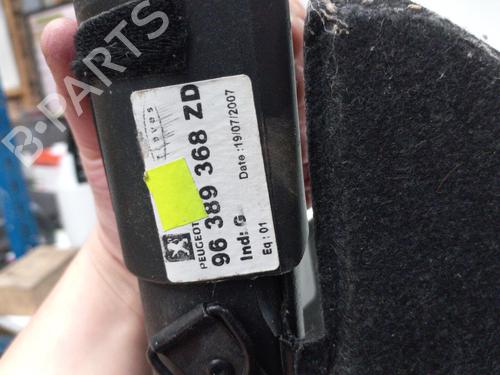 B-PARTS
PEUGEOT
96 389 368 ZD
Ind: G
Date :19/07/2007
Eq : 01